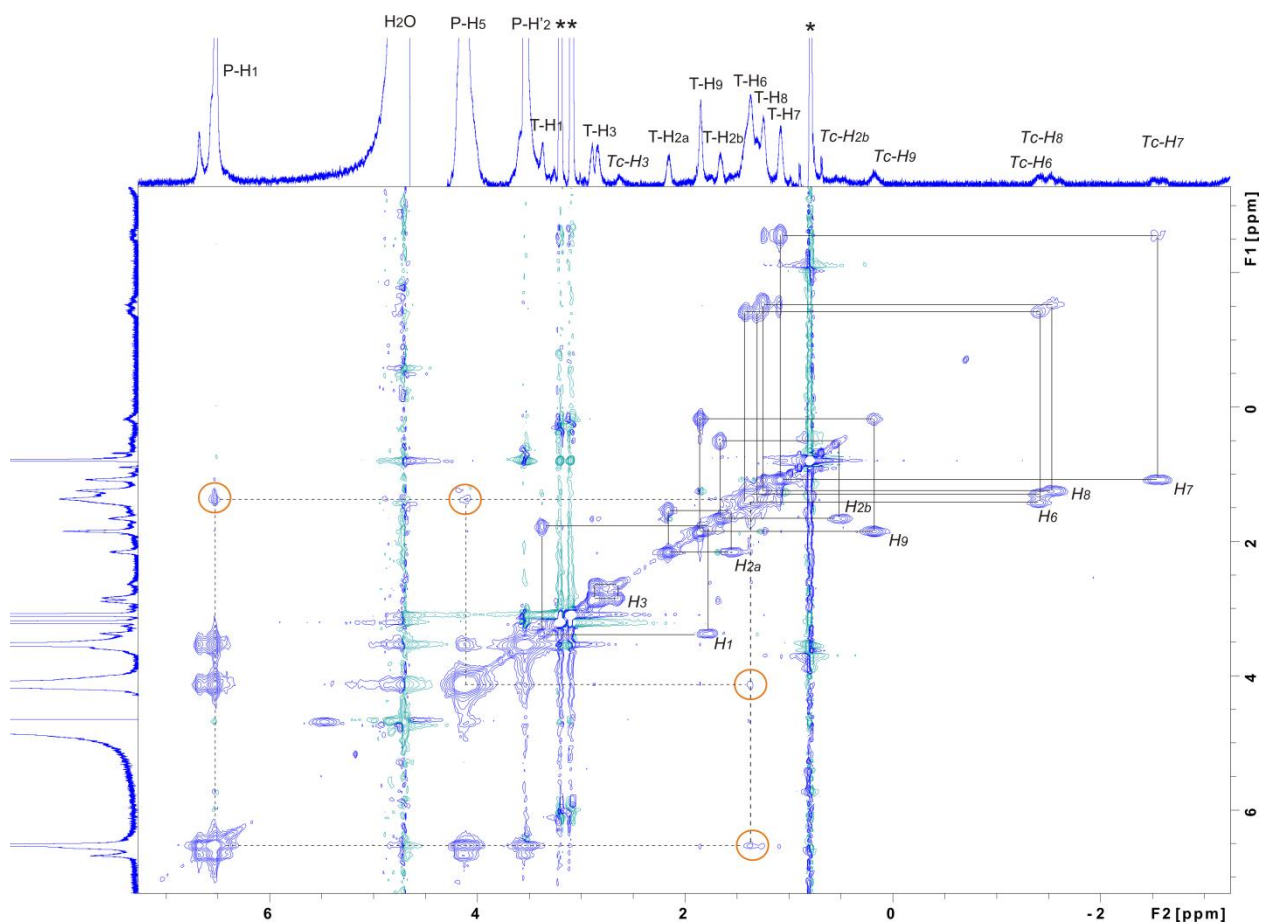 P-H1
H2O
P-H5
P-H'2
**
*
T-H1
T-H3
Tc-H3
T-H2a
T-H9
T-H2b
T-H6
T-H8
T-H7
Tc-H2b
Tc-H9
Tc-H8
Tc-H6
Tc-H7
F1 [ppm]
0
2
4
6
H7
H8
H6
H2b
H9
H2a
H3
H1
6
4
2
0
-2
F2 [ppm]